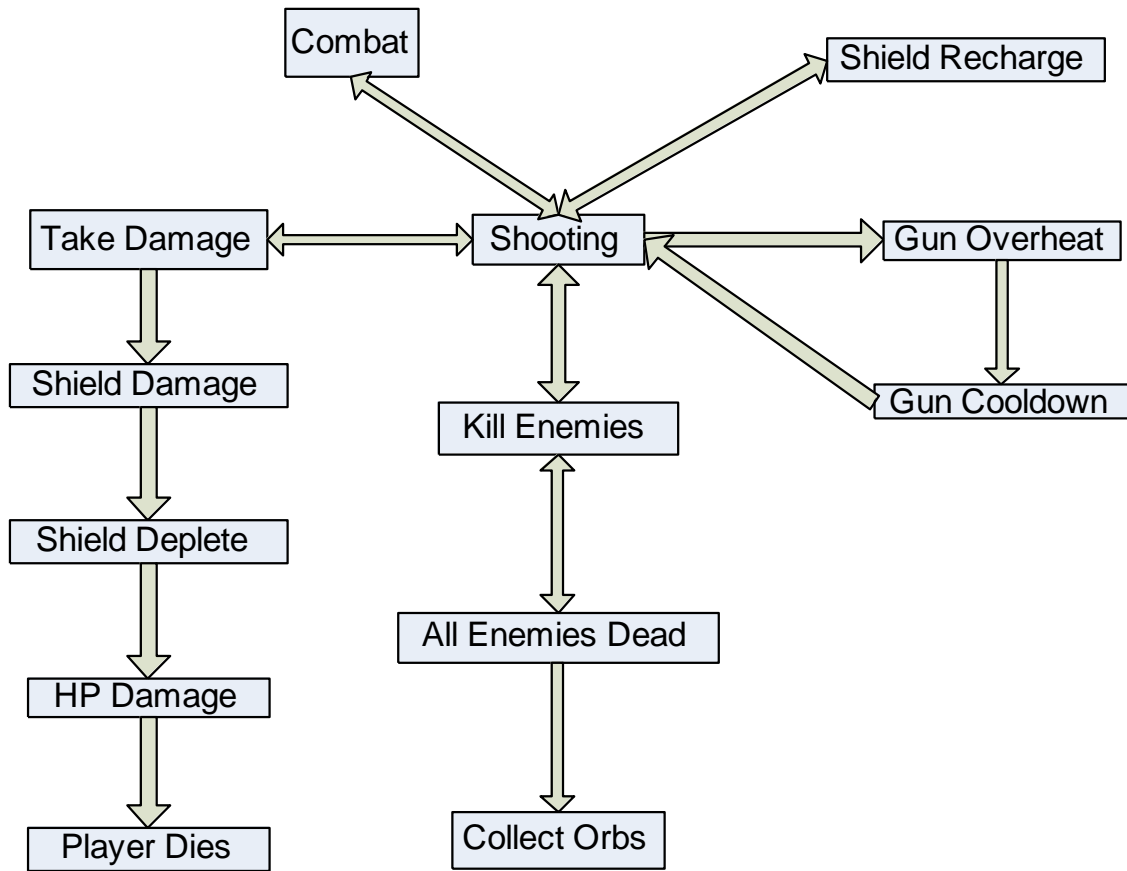 Combat
Shield Recharge
Take Damage
Shooting
Gun Overheat
Shield Damage
Kill Enemies
Gun Cooldown
Shield Deplete
All Enemies Dead
HP Damage
Collect Orbs
Player Dies